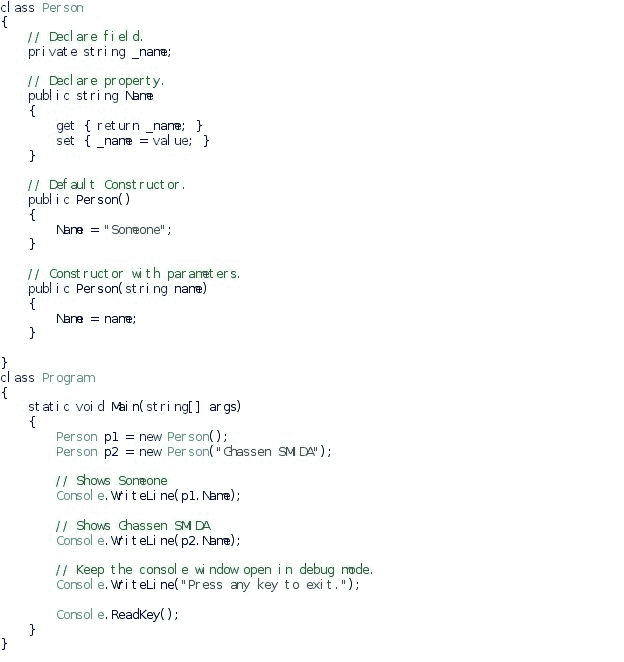 class Person
{
    // Declare field.
    private string _name;

    // Declare property.
    public string Name
    {
        get { return _name; }
        set { _name = value; }
    }

    // Default Constructor.
    public Person()
    {
        Name = "Someone";
    }

    // Constructor with parameters.
    public Person(string name)
    {
        Name = name;
    }

}
class Program
{
    static void Main(string[] args)
    {
        Person p1 = new Person();
        Person p2 = new Person("Ghassen SMIDA");

        // Shows Someone
        Console.WriteLine(p1.Name);

        // Shows Ghassen SMIDA
        Console.WriteLine(p2.Name);

        // Keep the console window open in debug mode.
        Console.WriteLine("Press any key to exit.");

        Console.ReadKey();
    }
}